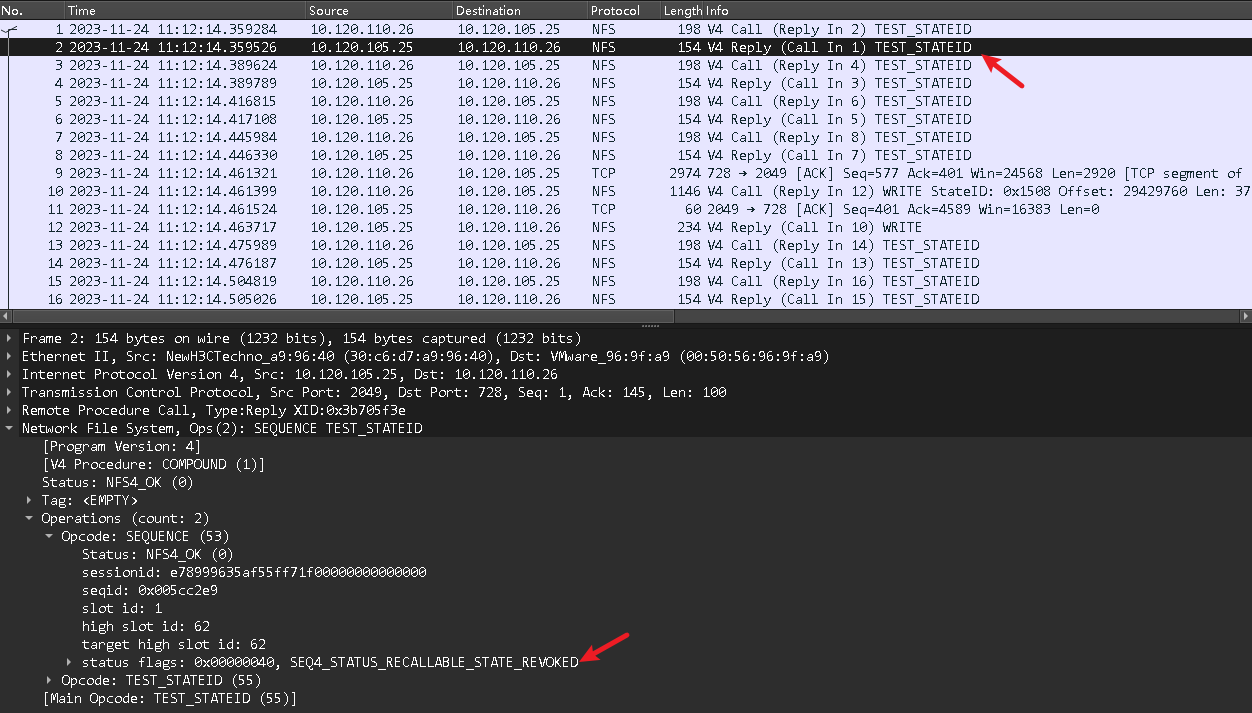 No. Time Source Destination Protocol Length Info
1 2023-11-24 11:12:14.359284 10.120.110.26 10.120.105.25 NFS 198 V4 Call (Reply In 2) TEST_STATEID
2 2023-11-24 11:12:14.359526 10.120.105.25 10.120.110.26 NFS 154 V4 Reply (Call In 1) TEST_STATEID
3 2023-11-24 11:12:14.389624 10.120.110.26 10.120.105.25 NFS 198 V4 Call (Reply In 4) TEST_STATEID
4 2023-11-24 11:12:14.389789 10.120.105.25 10.120.110.26 NFS 154 V4 Reply (Call In 3) TEST_STATEID
5 2023-11-24 11:12:14.416815 10.120.110.26 10.120.105.25 NFS 198 V4 Call (Reply In 6) TEST_STATEID
6 2023-11-24 11:12:14.417108 10.120.105.25 10.120.110.26 NFS 154 V4 Reply (Call In 5) TEST_STATEID
7 2023-11-24 11:12:14.445984 10.120.110.26 10.120.105.25 NFS 198 V4 Call (Reply In 8) TEST_STATEID
8 2023-11-24 11:12:14.446330 10.120.105.25 10.120.110.26 NFS 154 V4 Reply (Call In 7) TEST_STATEID
9 2023-11-24 11:12:14.461321 10.120.110.26 10.120.105.25 TCP 2974 728 → 2049 [ACK] Seq=577 Ack=401 Win=24568 Len=2920 [TCP segment of
10 2023-11-24 11:12:14.461399 10.120.110.26 10.120.105.25 NFS 1146 V4 Call (Reply In 12) WRITE StateID: 0x1508 Offset: 29429760 Len: 37
11 2023-11-24 11:12:14.461524 10.120.105.25 10.120.110.26 TCP 60 2049 → 728 [ACK] Seq=401 Ack=4589 Win=16383 Len=0
12 2023-11-24 11:12:14.463717 10.120.105.25 10.120.110.26 NFS 234 V4 Reply (Call In 10) WRITE
13 2023-11-24 11:12:14.475989 10.120.110.26 10.120.105.25 NFS 198 V4 Call (Reply In 14) TEST_STATEID
14 2023-11-24 11:12:14.476187 10.120.105.25 10.120.110.26 NFS 154 V4 Reply (Call In 13) TEST_STATEID
15 2023-11-24 11:12:14.504819 10.120.110.26 10.120.105.25 NFS 198 V4 Call (Reply In 16) TEST_STATEID
16 2023-11-24 11:12:14.505026 10.120.105.25 10.120.110.26 NFS 154 V4 Reply (Call In 15) TEST_STATEID
Frame 2: 154 bytes on wire (1232 bits), 154 bytes captured (1232 bits)
Ethernet II, Src: NewH3CTechno_a9:96:40 (30:c6:d7:a9:96:40), Dst: VMware_96:9f:a9 (00:50:56:96:9f:a9)
Internet Protocol Version 4, Src: 10.120.105.25, Dst: 10.120.110.26
Transmission Control Protocol, Src Port: 2049, Dst Port: 728, Seq: 1, Ack: 145, Len: 100
Remote Procedure Call, Type:Reply XID:0x3b705f3e
Network File System, Ops(2): SEQUENCE TEST_STATEID
[Program Version: 4]
[V4 Procedure: COMPOUND (1)]
Status: NFS4_OK (0)
Tag: <EMPTY>
Operations (count: 2)
Opcode: SEQUENCE (53)
Status: NFS4_OK (0)
sessionid: e78999635af55ff71f00000000000000
seqid: 0x005cc2e9
slot id: 1
high slot id: 62
target high slot id: 62
status flags: 0x00000040, SEQ4_STATUS_RECALLABLE_STATE_REVOKED
Opcode: TEST_STATEID (55)
[Main Opcode: TEST_STATEID (55)]